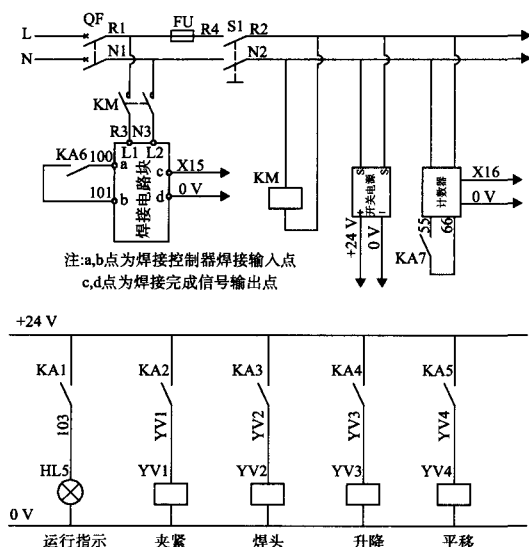 QF R1 FU R4 S1 R2
L
N N1 N2
KM
R3 N3
KA6 100 L1 L2
a c X15
101 b d 0 V
焊接电路块
KM
S S
开关电源
+ −
+24 V 0 V
计数器
X16
0 V
55 66
KA7
注:a,b点为焊接控制器焊接输入点
c,d点为焊接完成信号输出点
+24 V
KA1 KA2 KA3 KA4 KA5
103 YV1 YV2 YV3 YV4
HL5 YV1 YV2 YV3 YV4
0 V
运行指示 夹紧 焊头 升降 平移